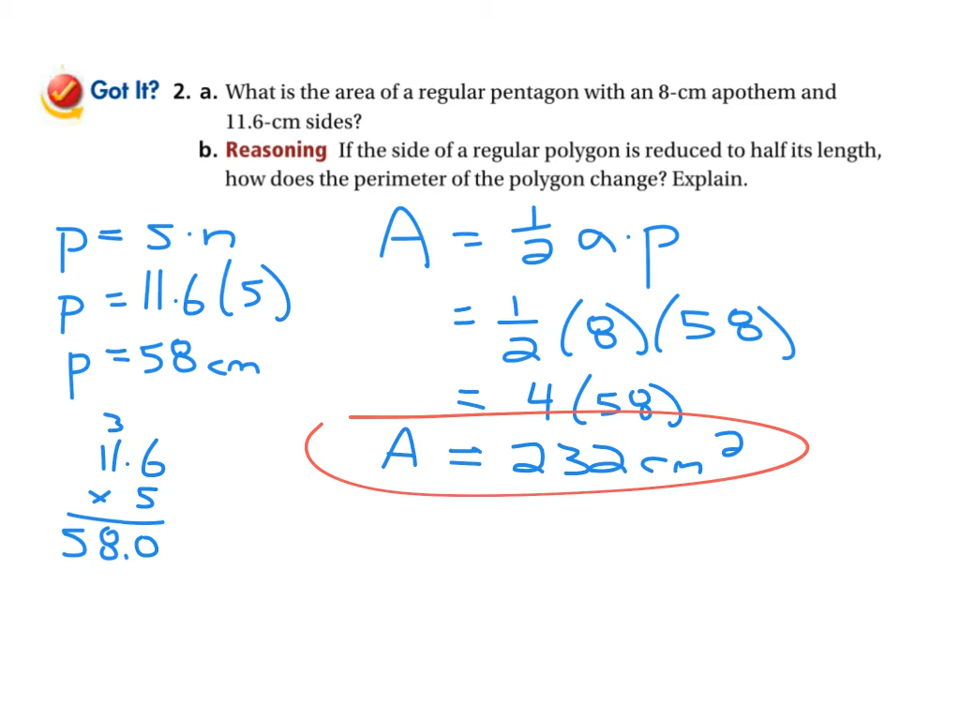 Got It? 2. a. What is the area of a regular pentagon with an 8-cm apothem and
11.6-cm sides?
b. Reasoning If the side of a regular polygon is reduced to half its length,
how does the perimeter of the polygon change? Explain.
p = s · n
p = 11.6 (5)
p = 58 cm
3
11.6
× 5
58.0
A = 1/2 a · p
= 1/2 (8)(58)
= 4 (58)
A = 232 cm²